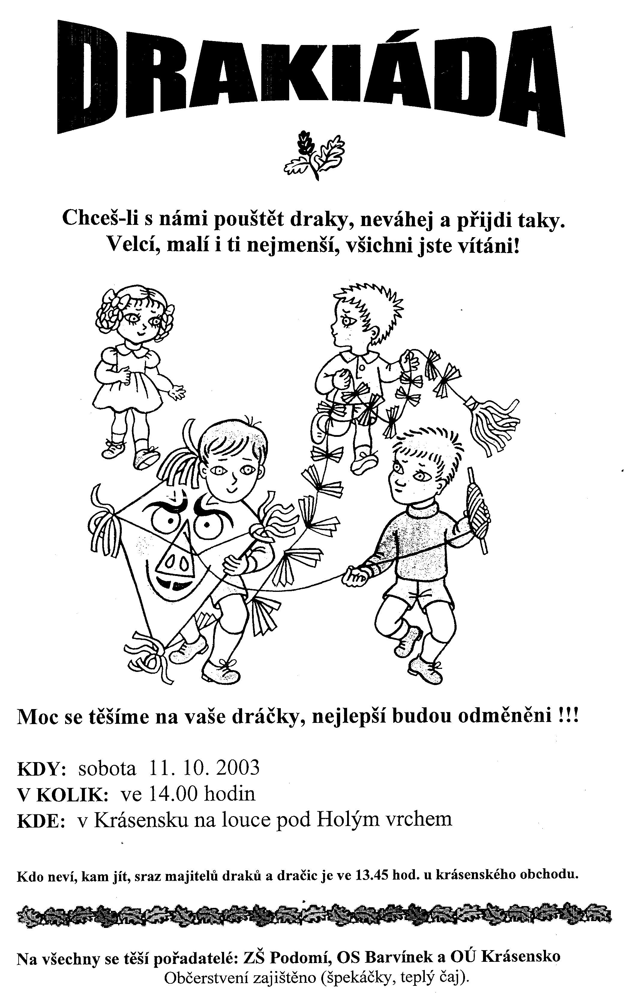 DRAKIÁDA
Chceš-li s námi pouštět draky, neváhej a přijdi taky.
Velcí, malí i ti nejmenší, všichni jste vítáni!
Moc se těšíme na vaše dráčky, nejlepší budou odměněni !!!
KDY: sobota 11. 10. 2003
V KOLIK: ve 14.00 hodin
KDE: v Krásensku na louce pod Holým vrchem
Kdo neví, kam jít, sraz majitelů draků a dračic je ve 13.45 hod. u krásenského obchodu.
Na všechny se těší pořadatelé: ZŠ Podomí, OS Barvínek a OÚ Krásensko
Občerstvení zajištěno (špekáčky, teplý čaj).